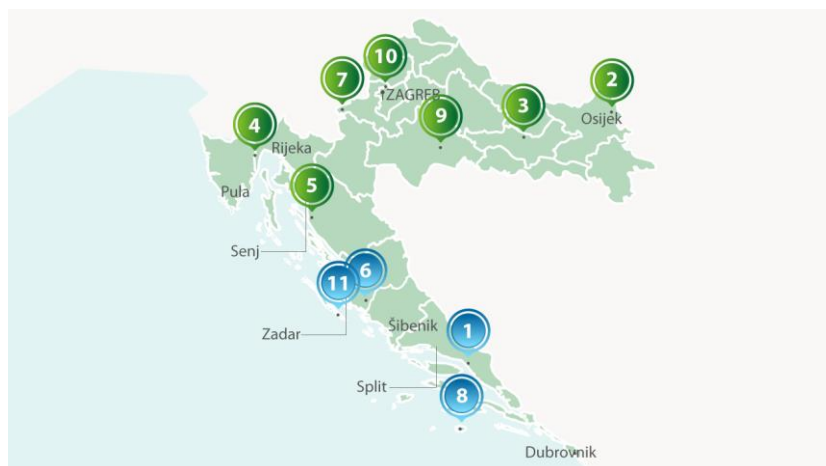 10
7
ZAGREB
2
3
9
Osijek
4
Rijeka
Pula
5
Senj
6
11
Zadar
Šibenik
1
Split
8
Dubrovnik